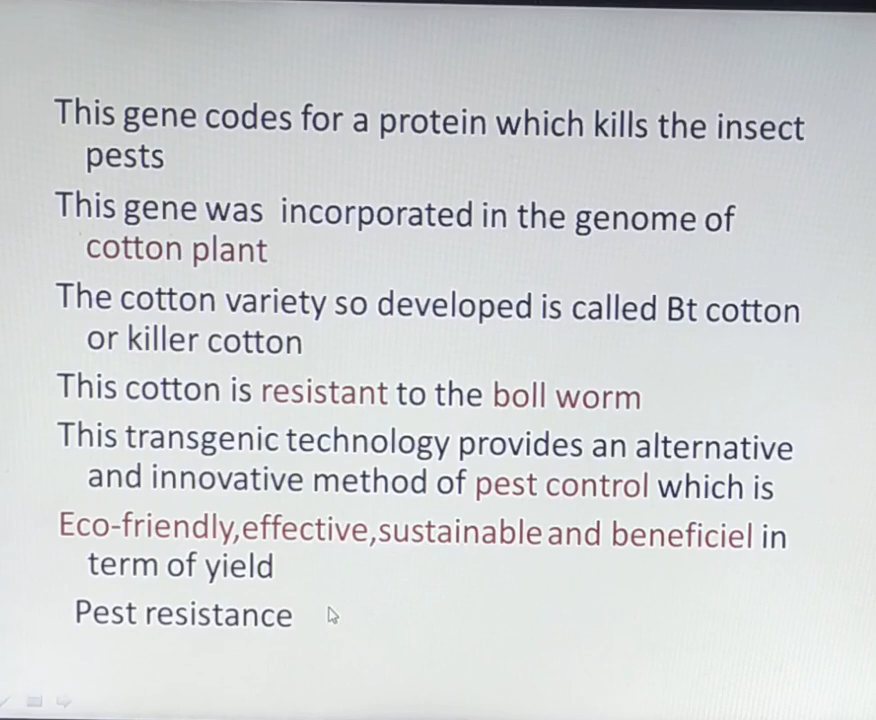 This gene codes for a protein which kills the insect
pests
This gene was incorporated in the genome of
cotton plant
The cotton variety so developed is called Bt cotton
or killer cotton
This cotton is resistant to the boll worm
This transgenic technology provides an alternative
and innovative method of pest control which is
Eco-friendly,effective,sustainable and beneficiel in
term of yield
Pest resistance